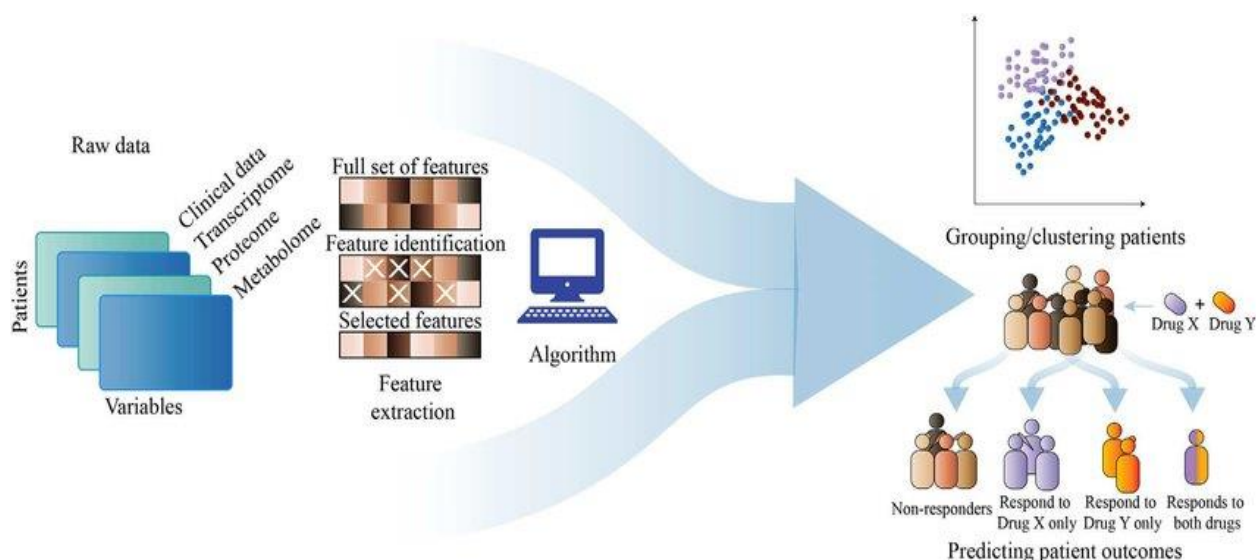 Raw data
Clinical data
Transcriptome
Proteome
Metabolome
Patients
Variables
Full set of features
Feature identification
Selected features
Feature
extraction
Algorithm
Grouping/clustering patients
Drug X + Drug Y
Non-responders
Respond to
Drug X only
Respond to
Drug Y only
Responds to
both drugs
Predicting patient outcomes